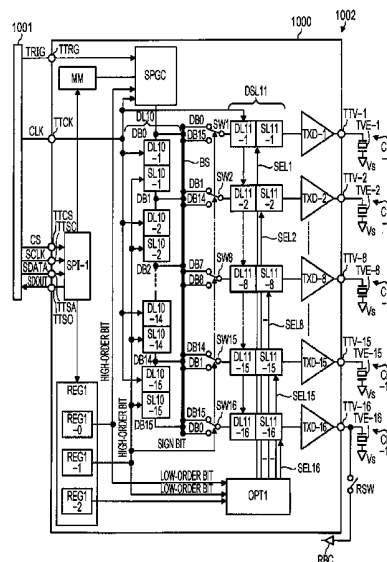 1001
1000
1002
TRIG
TTRG
MM
SPGC
CLK
TTCK
DL10
DSL11
DB0
DB0
DB15
BS
SW1
DL11 -1
SL11 -1
TXD-1
TTV-1
TVE-1
Vs
DL10 -1
SL10 -1
SEL1
DB1
DB1
DB14
SW2
DL11 -2
SL11 -2
TXD-2
TTV-2
TVE-2
Vs
DL10 -2
SL10 -2
SEL2
CS
TTCS
TTSC
SCLK
SDATA
SDOUT
TTSA
TTSO
SPI-1
DB2
DB7
DB8
SW8
DL11 -8
SL11 -8
TXD-8
TTV-8
TVE-8
Vs
SEL8
HIGH-ORDER BIT
HIGH-ORDER BIT
DL10 -14
SL10 -14
DB14
DB14
DB1
SW15
DL11 -15
SL11 -15
TXD-15
TTV-15
TVE-15
Vs
DL10 -15
SL10 -15
SEL15
DB15
DB15
DB0
SW16
DL11 -16
SL11 -16
TXD-16
TTV-16
TVE-16
Vs
SIGN BIT
SEL16
REG1
REG1 -0
REG1 -1
REG1 -2
LOW-ORDER BIT
LOW-ORDER BIT
OPT1
RSW
RBC